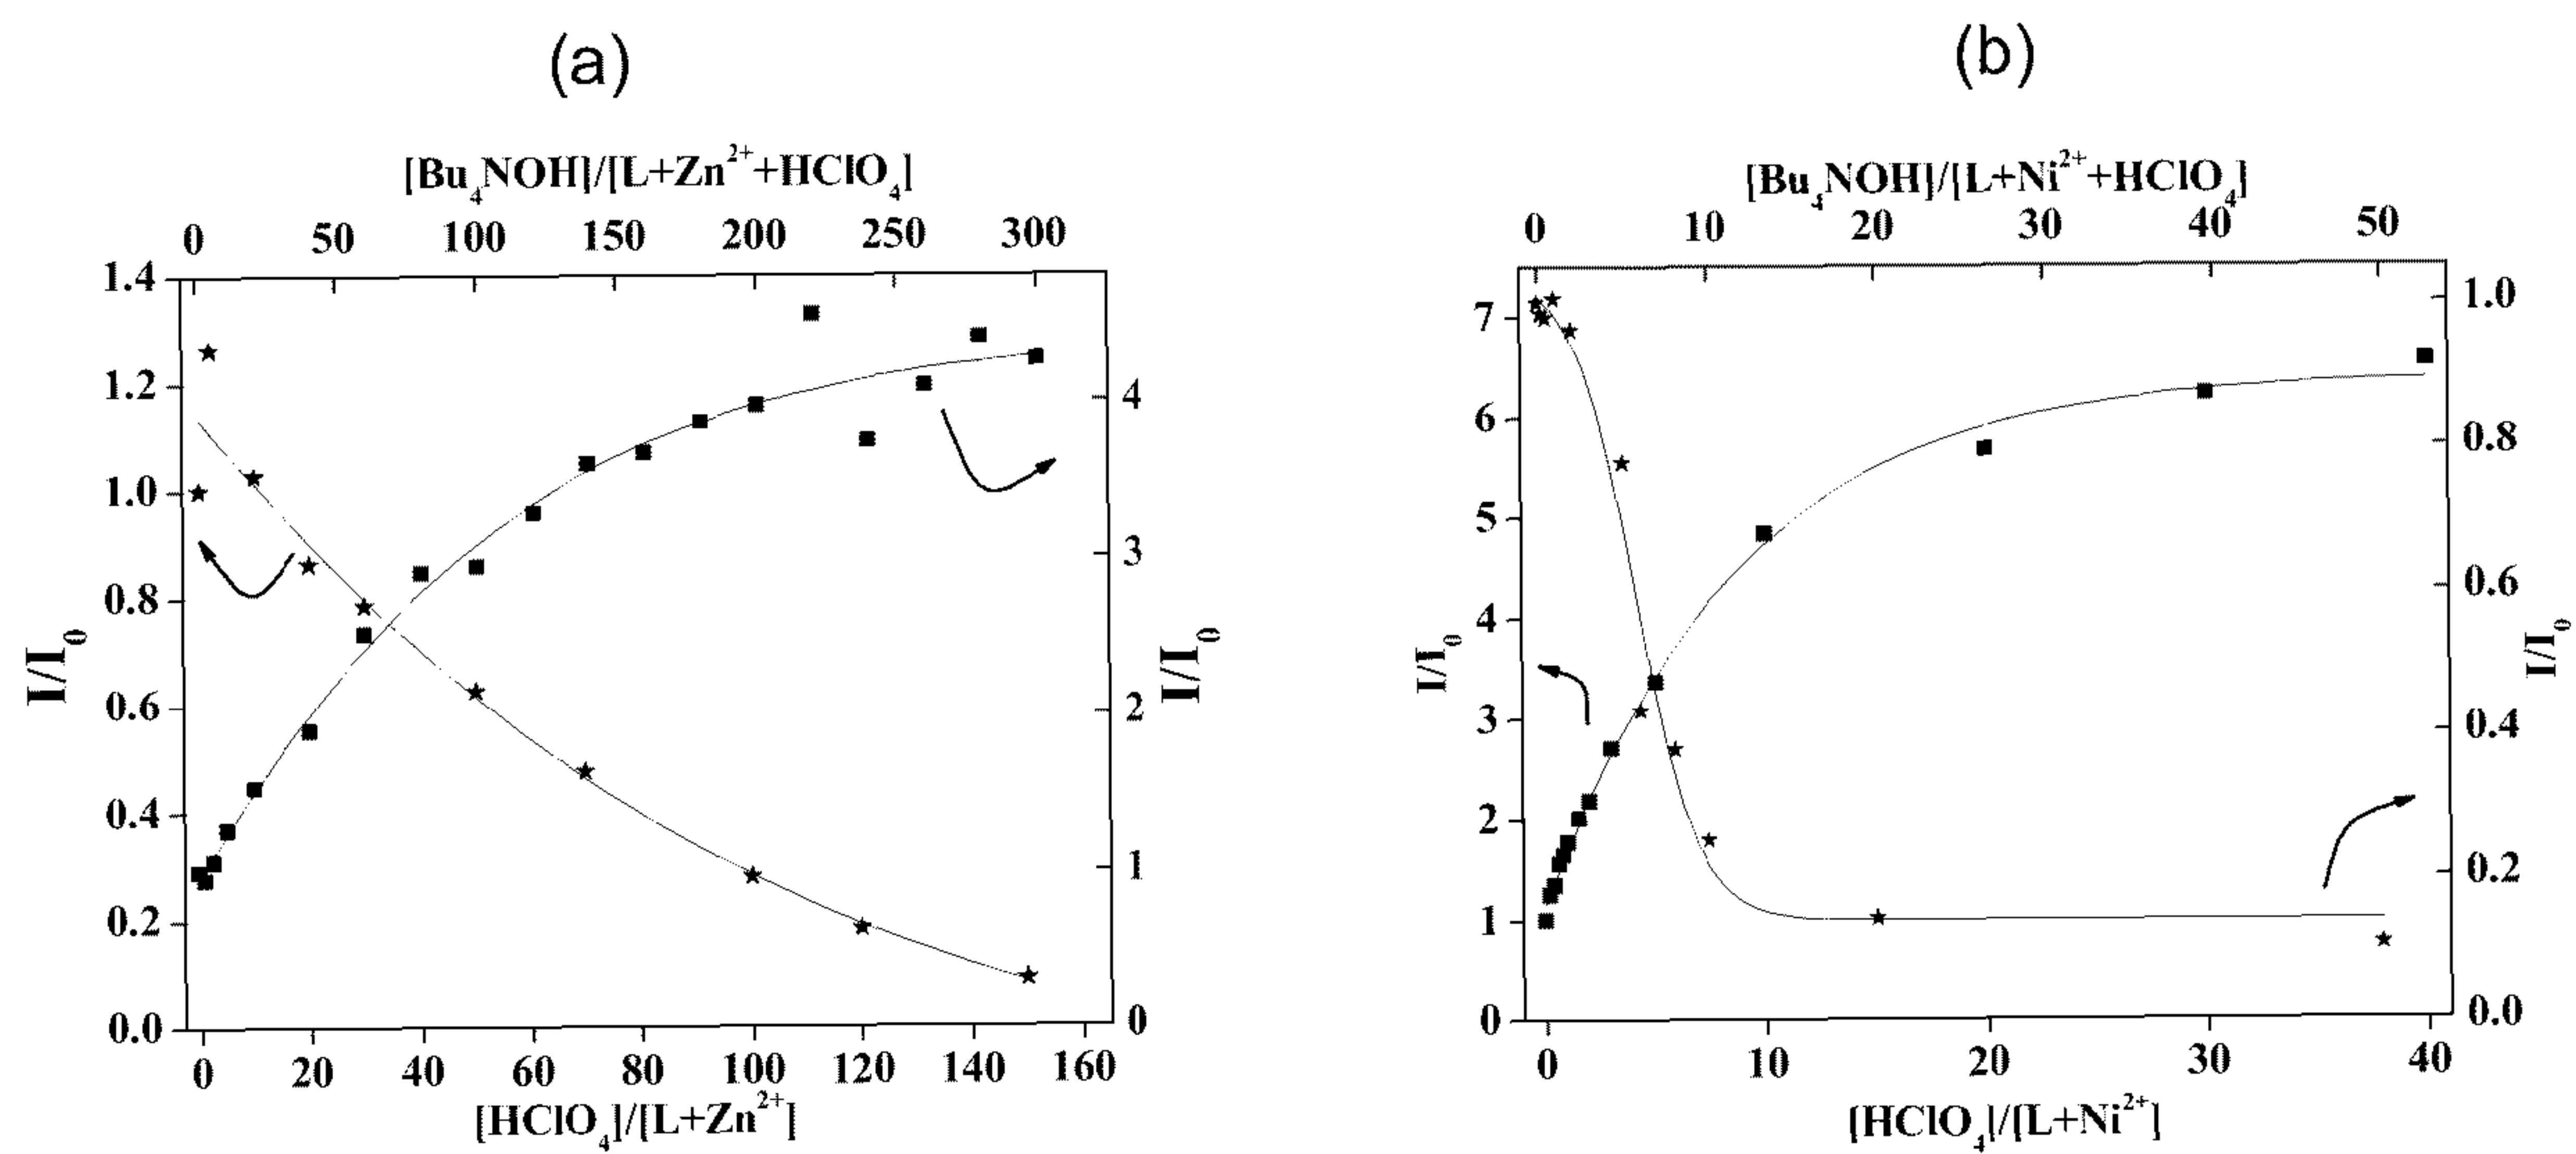 (a)
[Bu₄NOH]/[L+Zn²⁺+HClO₄]
0 50 100 150 200 250 300
1.4
1.2
1.0
0.8
0.6
0.4
0.2
0.0
I/I₀
4
3
2
1
0
I/I₀
0 20 40 60 80 100 120 140 160
[HClO₄]/[L+Zn²⁺]
(b)
[Bu₄NOH]/[L+Ni²⁺+HClO₄]
0 10 20 30 40 50
7
6
5
4
3
2
1
0
I/I₀
1.0
0.8
0.6
0.4
0.2
0.0
I/I₀
0 10 20 30 40
[HClO₄]/[L+Ni²⁺]